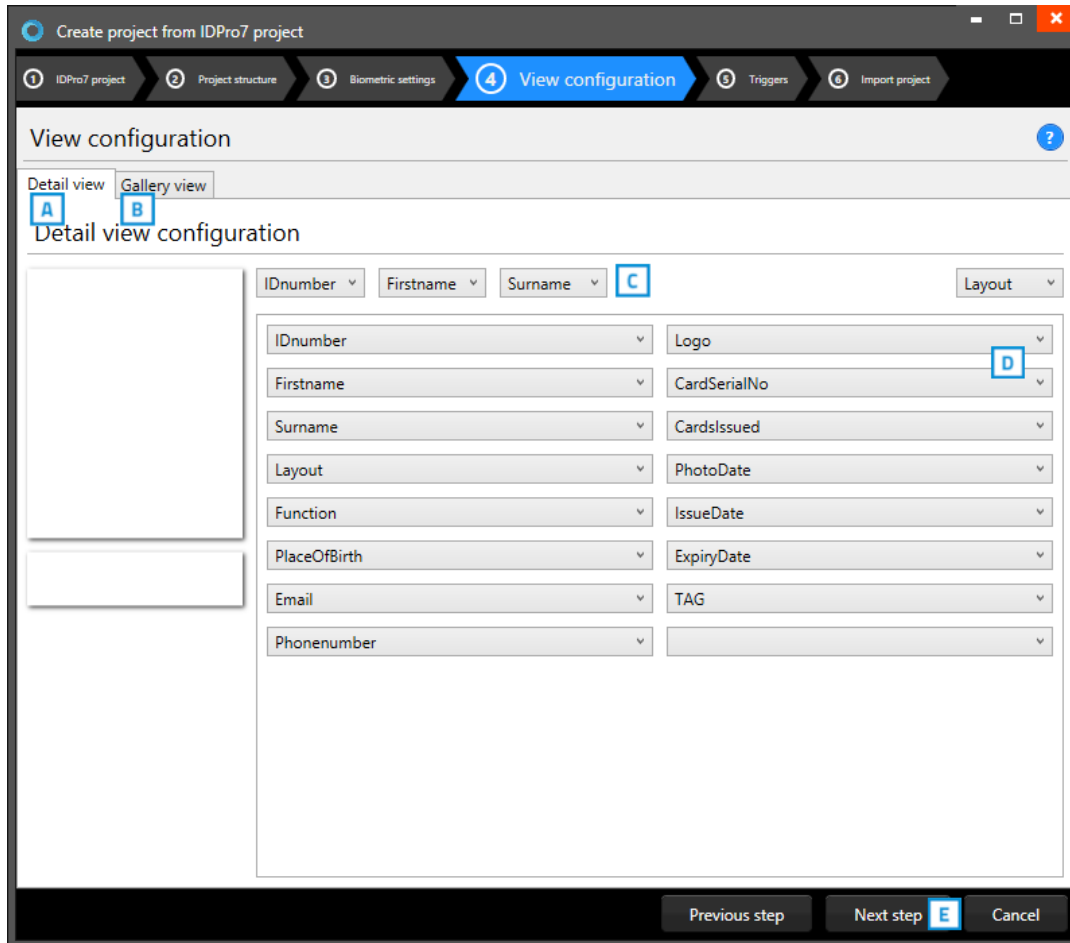 Create project from IDPro7 project
1 IDPro7 project 2 Project structure 3 Biometric settings 4 View configuration 5 Triggers 6 Import project
View configuration ?
Detail view Gallery view
A B
Detail view configuration
IDnumber Firstname Surname C Layout
IDnumber Logo
D
Firstname CardSerialNo
Surname CardsIssued
Layout PhotoDate
Function IssueDate
PlaceOfBirth ExpiryDate
Email TAG
Phonenumber
Previous step Next step E Cancel